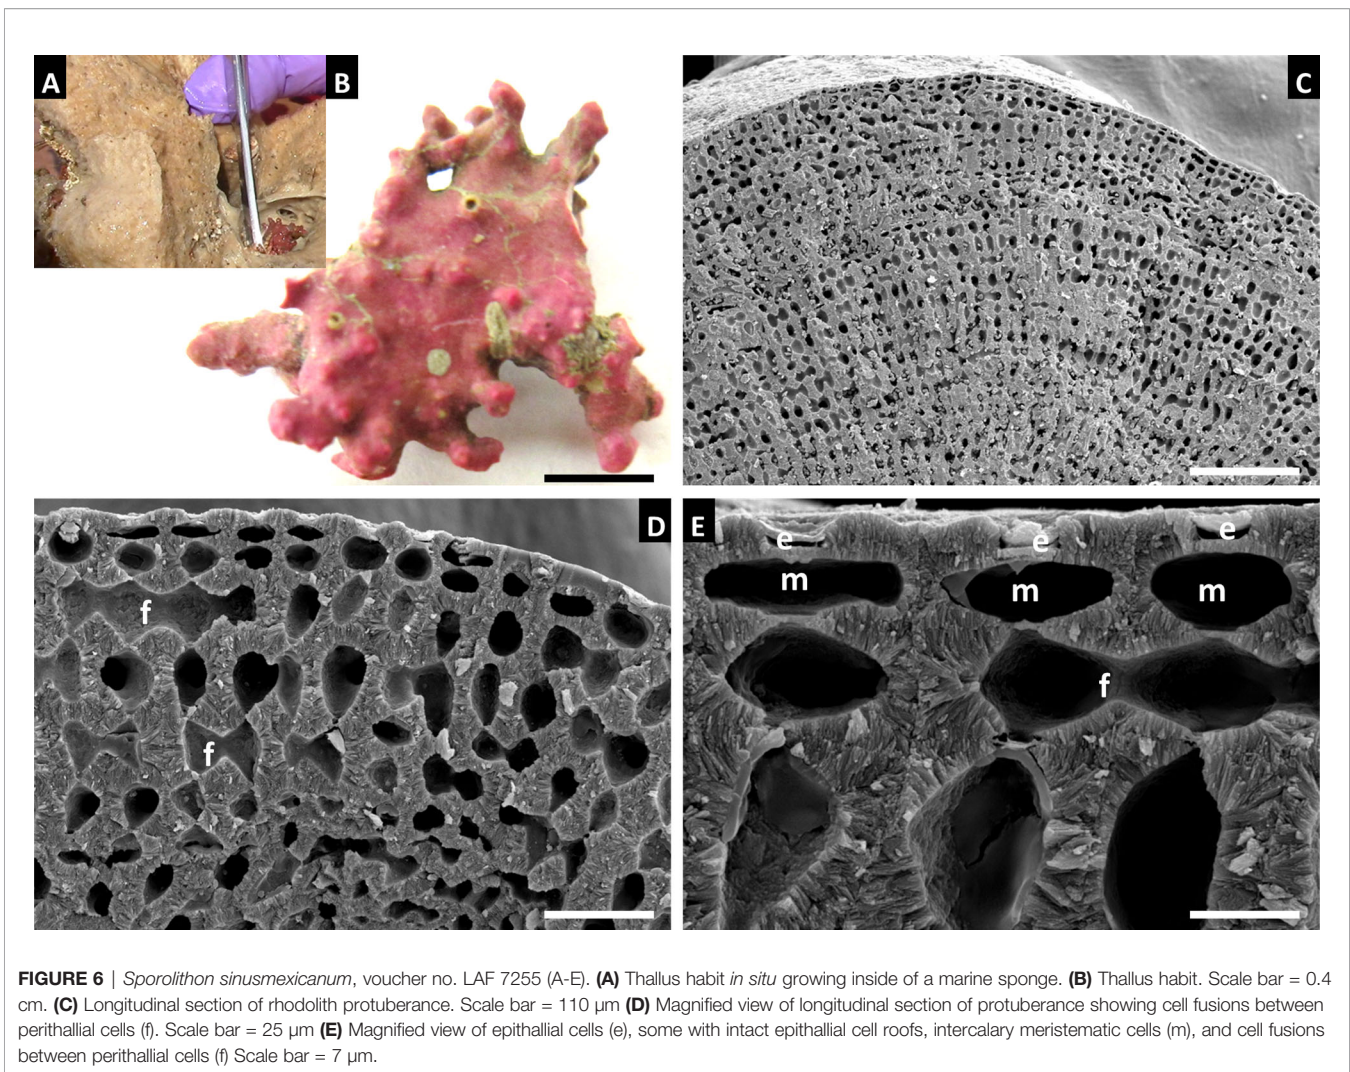 A
B
C
f
f
D
E
e
e
e
m
m
m
f
FIGURE 6 | Sporolithon sinusmexicanum, voucher no. LAF 7255 (A-E). (A) Thallus habit in situ growing inside of a marine sponge. (B) Thallus habit. Scale bar = 0.4
cm. (C) Longitudinal section of rhodolith protuberance. Scale bar = 110 µm (D) Magnified view of longitudinal section of protuberance showing cell fusions between
perithallial cells (f). Scale bar = 25 µm (E) Magnified view of epithallial cells (e), some with intact epithallial cell roofs, intercalary meristematic cells (m), and cell fusions
between perithallial cells (f) Scale bar = 7 µm.